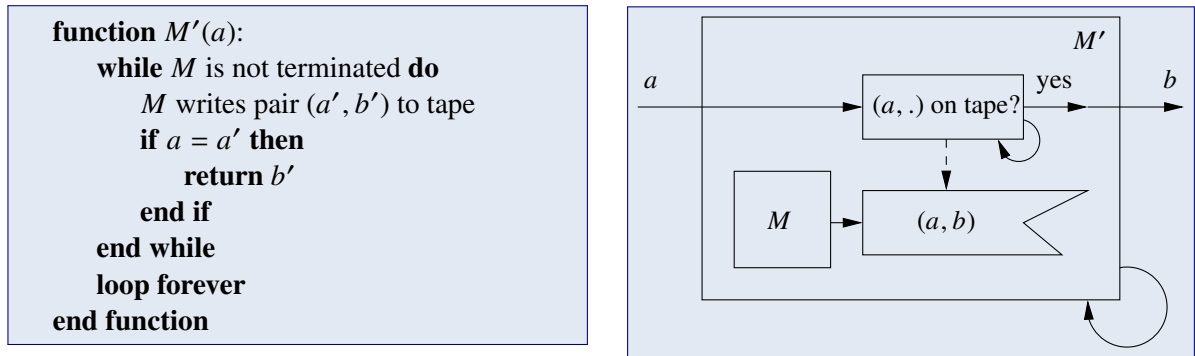 function M′(a):
while M is not terminated do
M writes pair (a′, b′) to tape
if a = a′ then
return b′
end if
end while
loop forever
end function
M′
a
(a, .) on tape?
yes
b
M
(a, b)